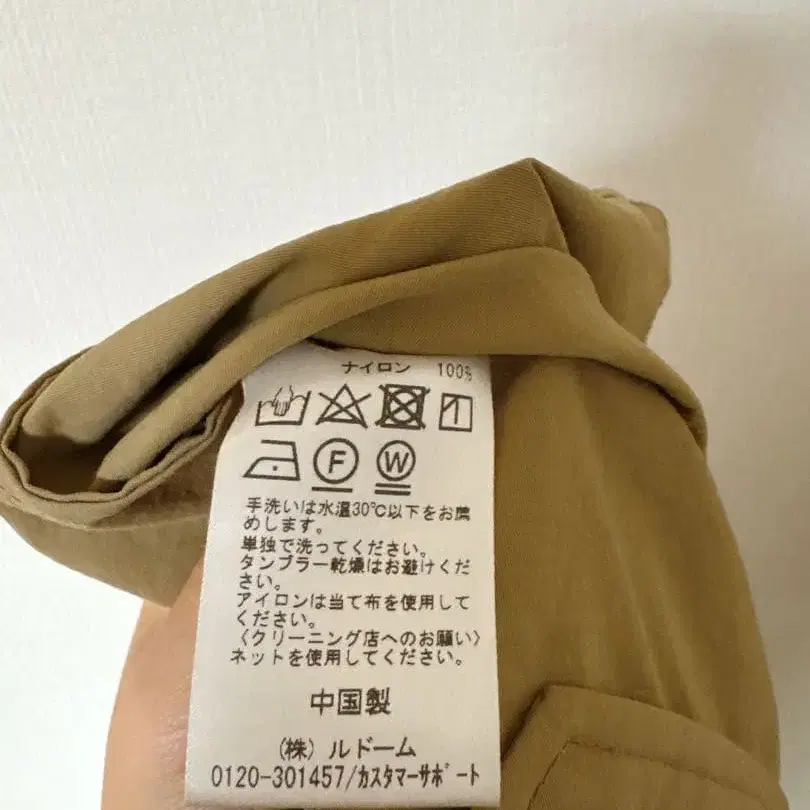 ナイロン 100%
F W
手洗いは水温30℃以下をお薦
めします。
単独で洗ってください。
タンブラー乾燥はお避けくだ
さい。
アイロンは当て布を使用して
ください。
〈クリーニング店へのお願い〉
ネットを使用してください。
中国製
(株) ルドーム
0120-301457/カスタマーサポート